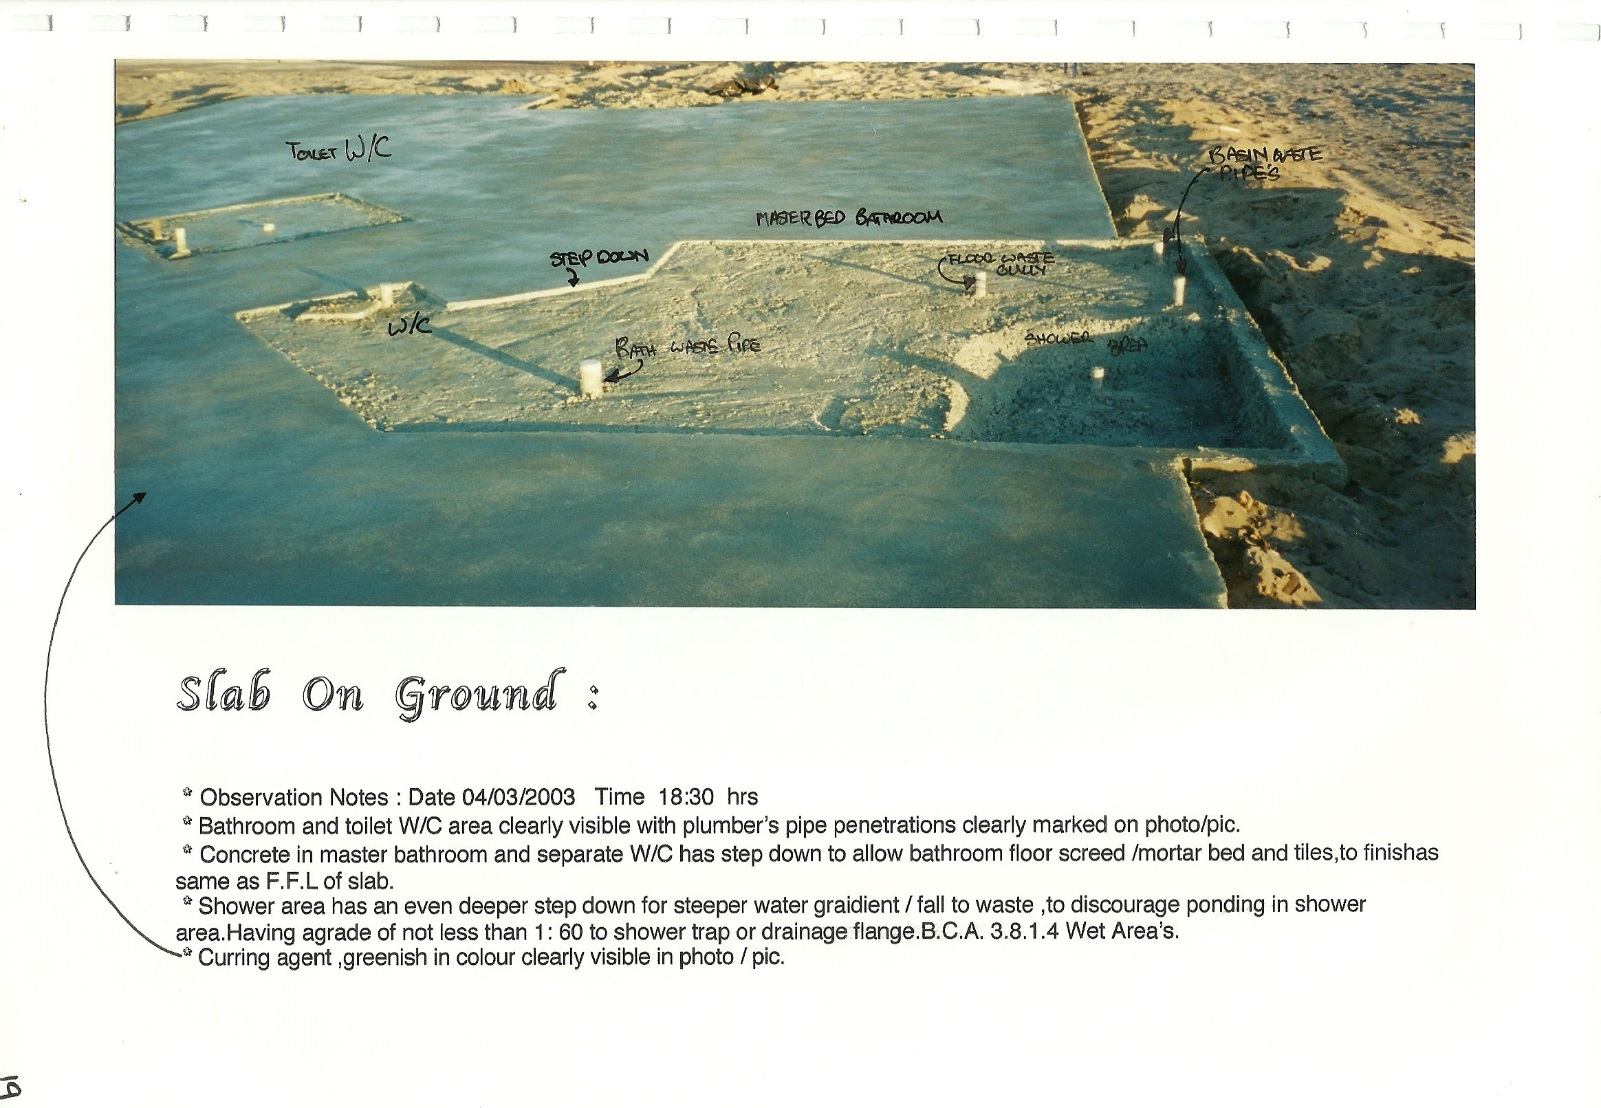 TOILET W/C
BASIN WASTE
PIPE'S
MASTER BED BATHROOM
STEP DOWN
FLOOR WASTE
GULLY
W/C
BATH WASTE PIPE
SHOWER AREA
Slab On Ground :
* Observation Notes : Date 04/03/2003 Time 18:30 hrs
* Bathroom and toilet W/C area clearly visible with plumber's pipe penetrations clearly marked on photo/pic.
* Concrete in master bathroom and separate W/C has step down to allow bathroom floor screed /mortar bed and tiles,to finishas
same as F.F.L of slab.
* Shower area has an even deeper step down for steeper water graidient / fall to waste ,to discourage ponding in shower
area.Having agrade of not less than 1: 60 to shower trap or drainage flange.B.C.A. 3.8.1.4 Wet Area's.
* Curring agent ,greenish in colour clearly visible in photo / pic.
19